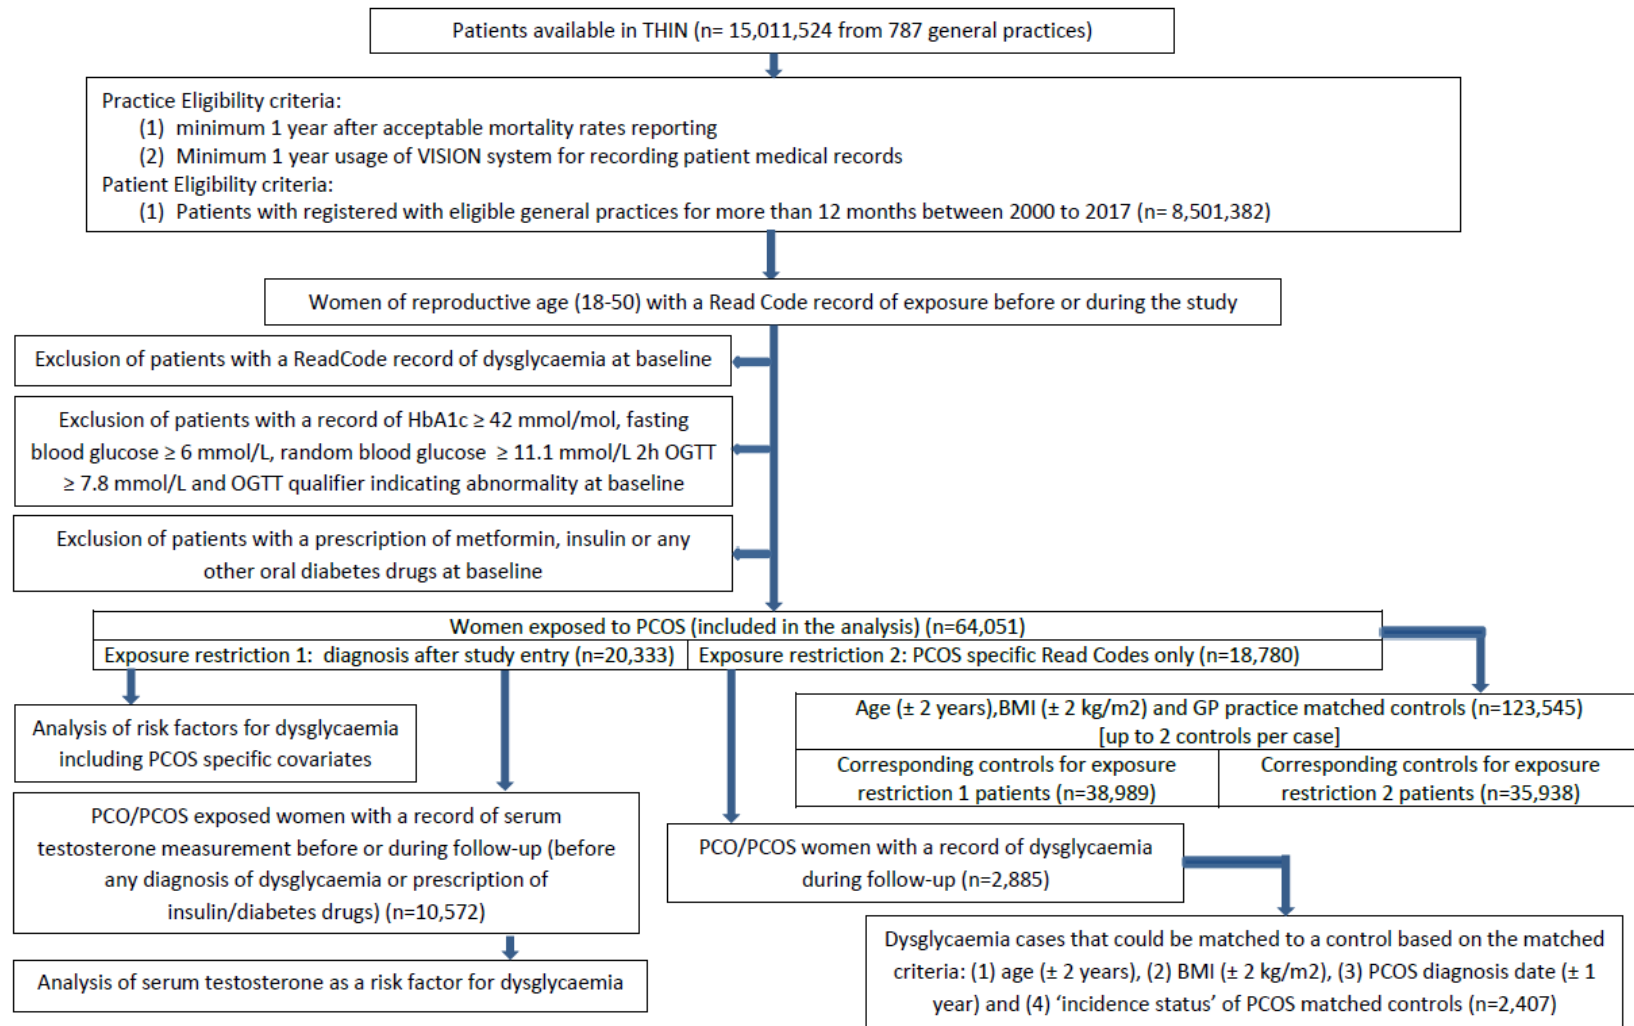 Patients available in THIN (n= 15,011,524 from 787 general practices)
Practice Eligibility criteria:
(1) minimum 1 year after acceptable mortality rates reporting
(2) Minimum 1 year usage of VISION system for recording patient medical records
Patient Eligibility criteria:
(1) Patients with registered with eligible general practices for more than 12 months between 2000 to 2017 (n= 8,501,382)
Women of reproductive age (18-50) with a Read Code record of exposure before or during the study
Exclusion of patients with a ReadCode record of dysglycaemia at baseline
Exclusion of patients with a record of HbA1c ≥ 42 mmol/mol, fasting
blood glucose ≥ 6 mmol/L, random blood glucose ≥ 11.1 mmol/L 2h OGTT
≥ 7.8 mmol/L and OGTT qualifier indicating abnormality at baseline
Exclusion of patients with a prescription of metformin, insulin or any
other oral diabetes drugs at baseline
Women exposed to PCOS (included in the analysis) (n=64,051)
Exposure restriction 1: diagnosis after study entry (n=20,333)
Exposure restriction 2: PCOS specific Read Codes only (n=18,780)
Analysis of risk factors for dysglycaemia
including PCOS specific covariates
Age (± 2 years),BMI (± 2 kg/m2) and GP practice matched controls (n=123,545)
[up to 2 controls per case]
Corresponding controls for exposure
restriction 1 patients (n=38,989)
Corresponding controls for exposure
restriction 2 patients (n=35,938)
PCO/PCOS exposed women with a record of serum
testosterone measurement before or during follow-up (before
any diagnosis of dysglycaemia or prescription of
insulin/diabetes drugs) (n=10,572)
PCO/PCOS women with a record of dysglycaemia
during follow-up (n=2,885)
Analysis of serum testosterone as a risk factor for dysglycaemia
Dysglycaemia cases that could be matched to a control based on the matched
criteria: (1) age (± 2 years), (2) BMI (± 2 kg/m2), (3) PCOS diagnosis date (± 1
year) and (4) ‘incidence status’ of PCOS matched controls (n=2,407)